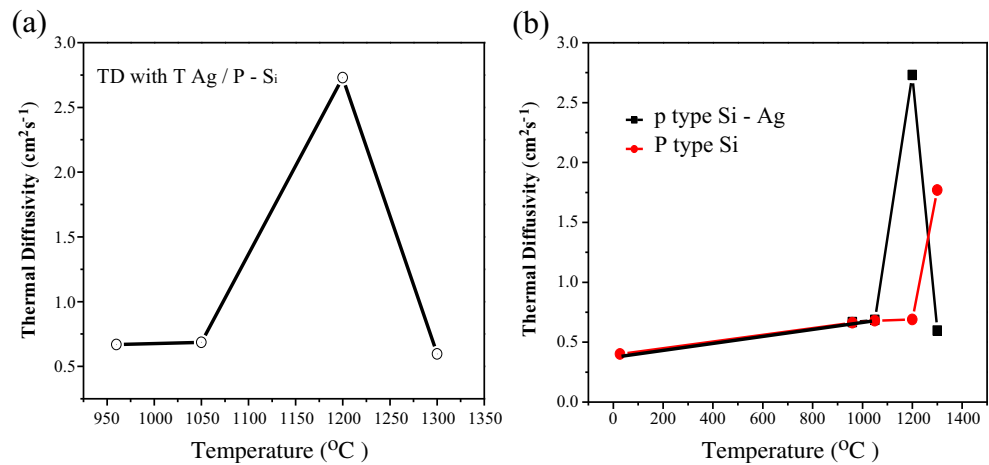 (a)
3.0
2.5
2.0
1.5
1.0
0.5
TD with T Ag / P - Si
Thermal Diffusivity (cm²s⁻¹)
950 1000 1050 1100 1150 1200 1250 1300 1350
Temperature (ᴼC )
(b)
3.0
2.5
2.0
1.5
1.0
0.5
0.0
p type Si - Ag
P type Si
Thermal Diffusivity (cm²s⁻¹)
0 200 400 600 800 1000 1200 1400
Temperature (ᴼC )